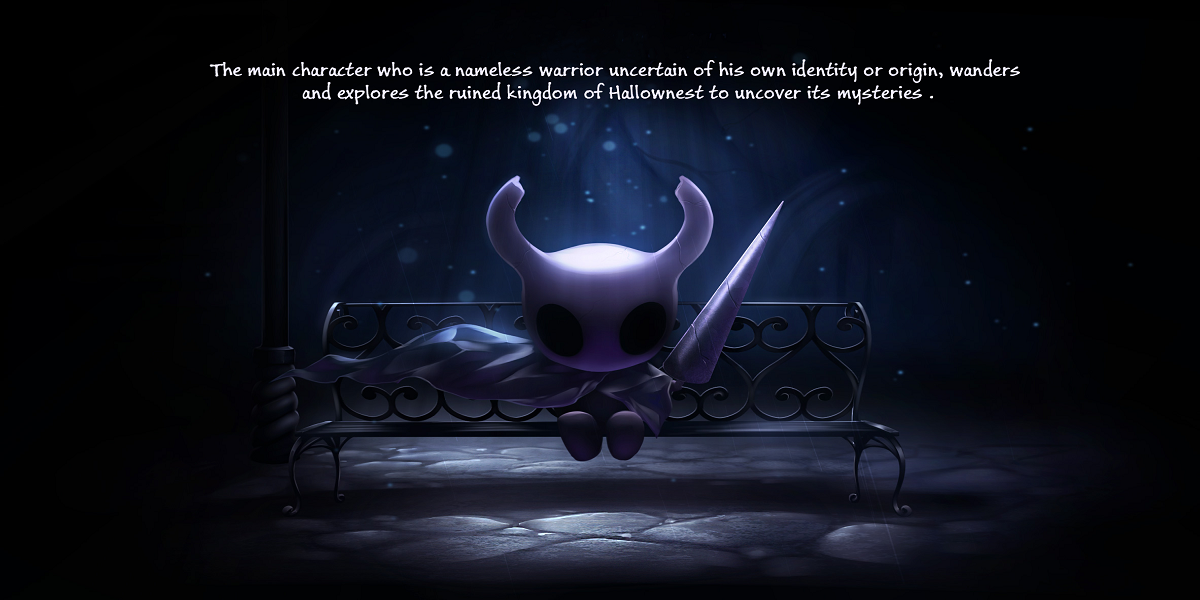 The main character who is a nameless warrior uncertain of his own identity or origin, wanders
and explores the ruined kingdom of Hallownest to uncover its mysteries .